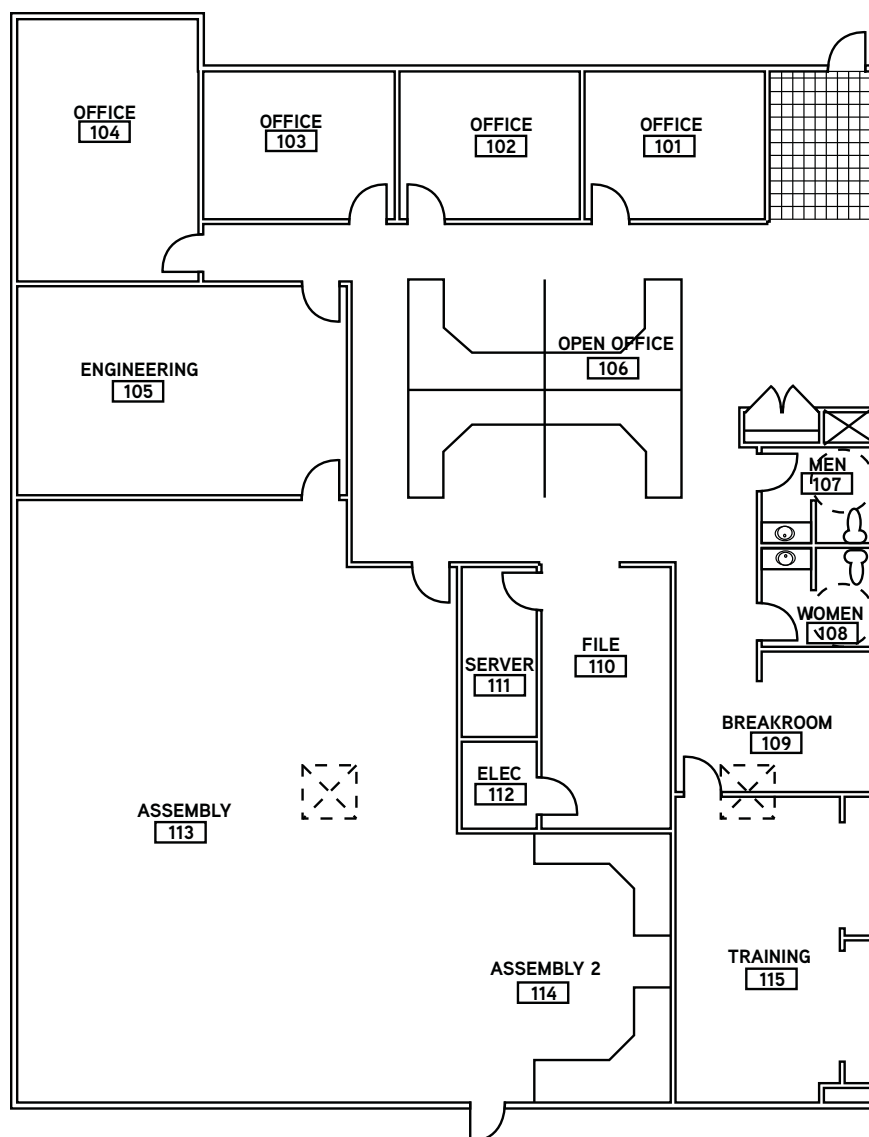 OFFICE
104
OFFICE
103
OFFICE
102
OFFICE
101
OPEN OFFICE
106
ENGINEERING
105
MEN
107
WOMEN
108
FILE
110
SERVER
111
BREAKROOM
109
ELEC
112
ASSEMBLY
113
ASSEMBLY 2
114
TRAINING
115